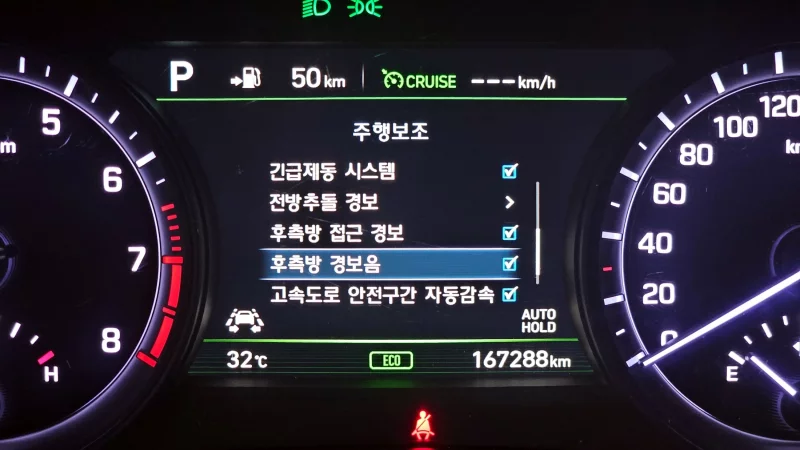 P 50 km CRUISE ---km/h
주행보조
긴급제동 시스템
전방추돌 경보
후측방 접근 경보
후측방 경보음
고속도로 안전구간 자동감속
AUTO
HOLD
32℃ ECO 167288km
5
6
7
8
H
120
100
80
60
40
20
0
E